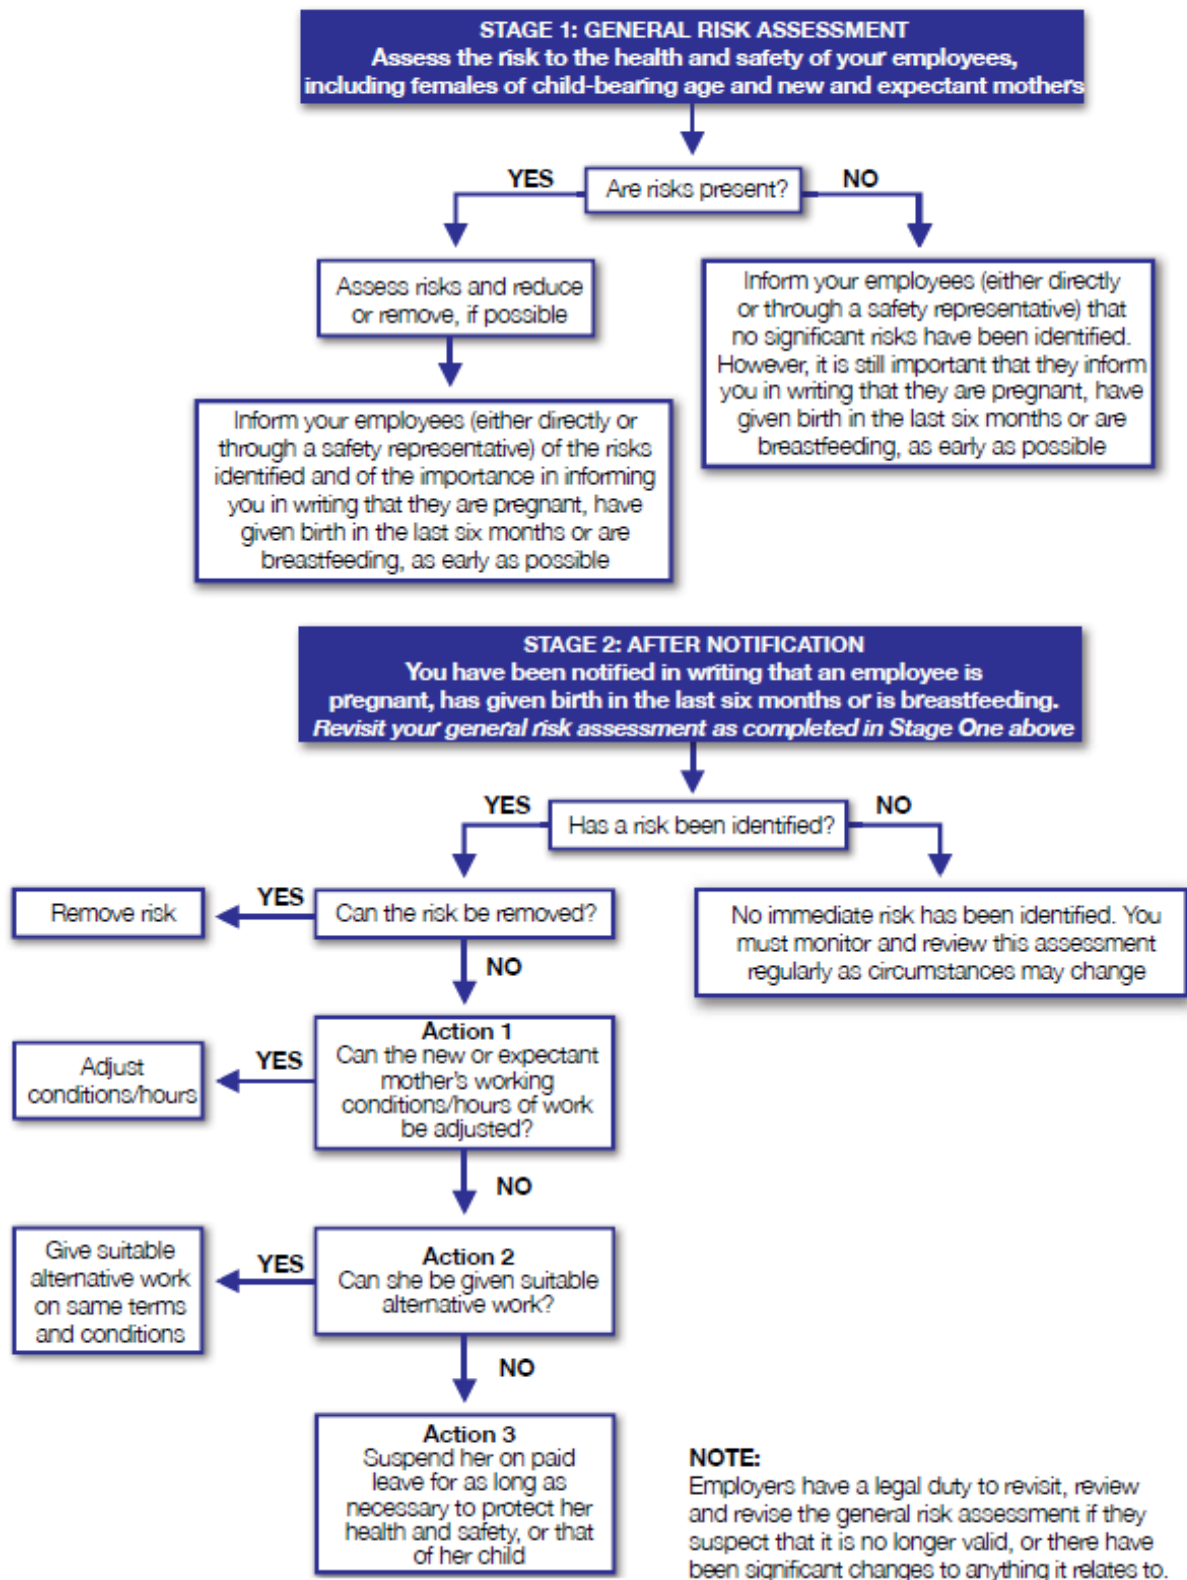 STAGE 1: GENERAL RISK ASSESSMENT
Assess the risk to the health and safety of your employees,
including females of child-bearing age and new and expectant mothers
YES
Are risks present?
NO
Assess risks and reduce
or remove, if possible
Inform your employees (either directly
or through a safety representative) that
no significant risks have been identified.
However, it is still important that they inform
you in writing that they are pregnant, have
given birth in the last six months or are
breastfeeding, as early as possible
Inform your employees (either directly or
through a safety representative) of the risks
identified and of the importance in informing
you in writing that they are pregnant, have
given birth in the last six months or are
breastfeeding, as early as possible
STAGE 2: AFTER NOTIFICATION
You have been notified in writing that an employee is
pregnant, has given birth in the last six months or is breastfeeding.
Revisit your general risk assessment as completed in Stage One above
YES
Has a risk been identified?
NO
Remove risk
YES
Can the risk be removed?
No immediate risk has been identified. You
must monitor and review this assessment
regularly as circumstances may change
NO
Adjust
conditions/hours
YES
Action 1
Can the new or expectant
mother's working
conditions/hours of work
be adjusted?
NO
Give suitable
alternative work
on same terms
and conditions
YES
Action 2
Can she be given suitable
alternative work?
NO
Action 3
Suspend her on paid
leave for as long as
necessary to protect her
health and safety, or that
of her child
NOTE:
Employers have a legal duty to revisit, review
and revise the general risk assessment if they
suspect that it is no longer valid, or there have
been significant changes to anything it relates to.